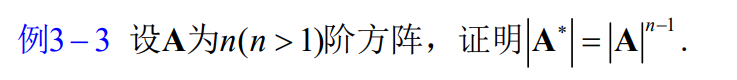 例3－3 设A为n(n > 1)阶方阵，证明|A*| = |A|ⁿ⁻¹.